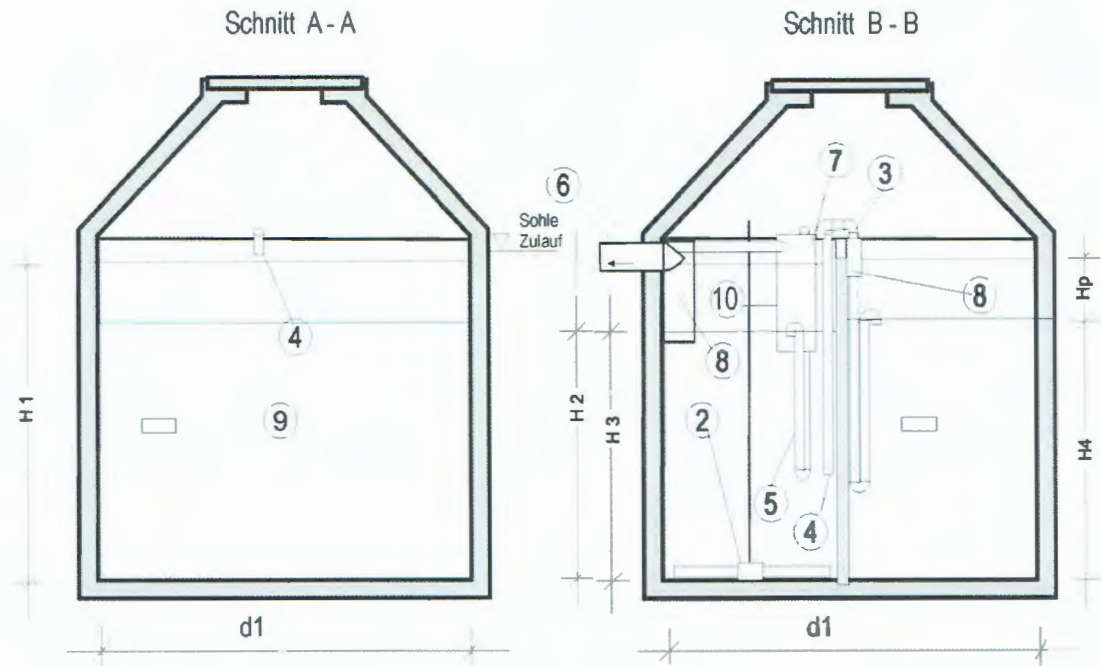 Schnitt A - A
Schnitt B - B
7
3
6
Sohle
Zulauf
10
8
4
8
Hp
H 1
9
H 2
H 3
2
H4
5
4
d1
d1